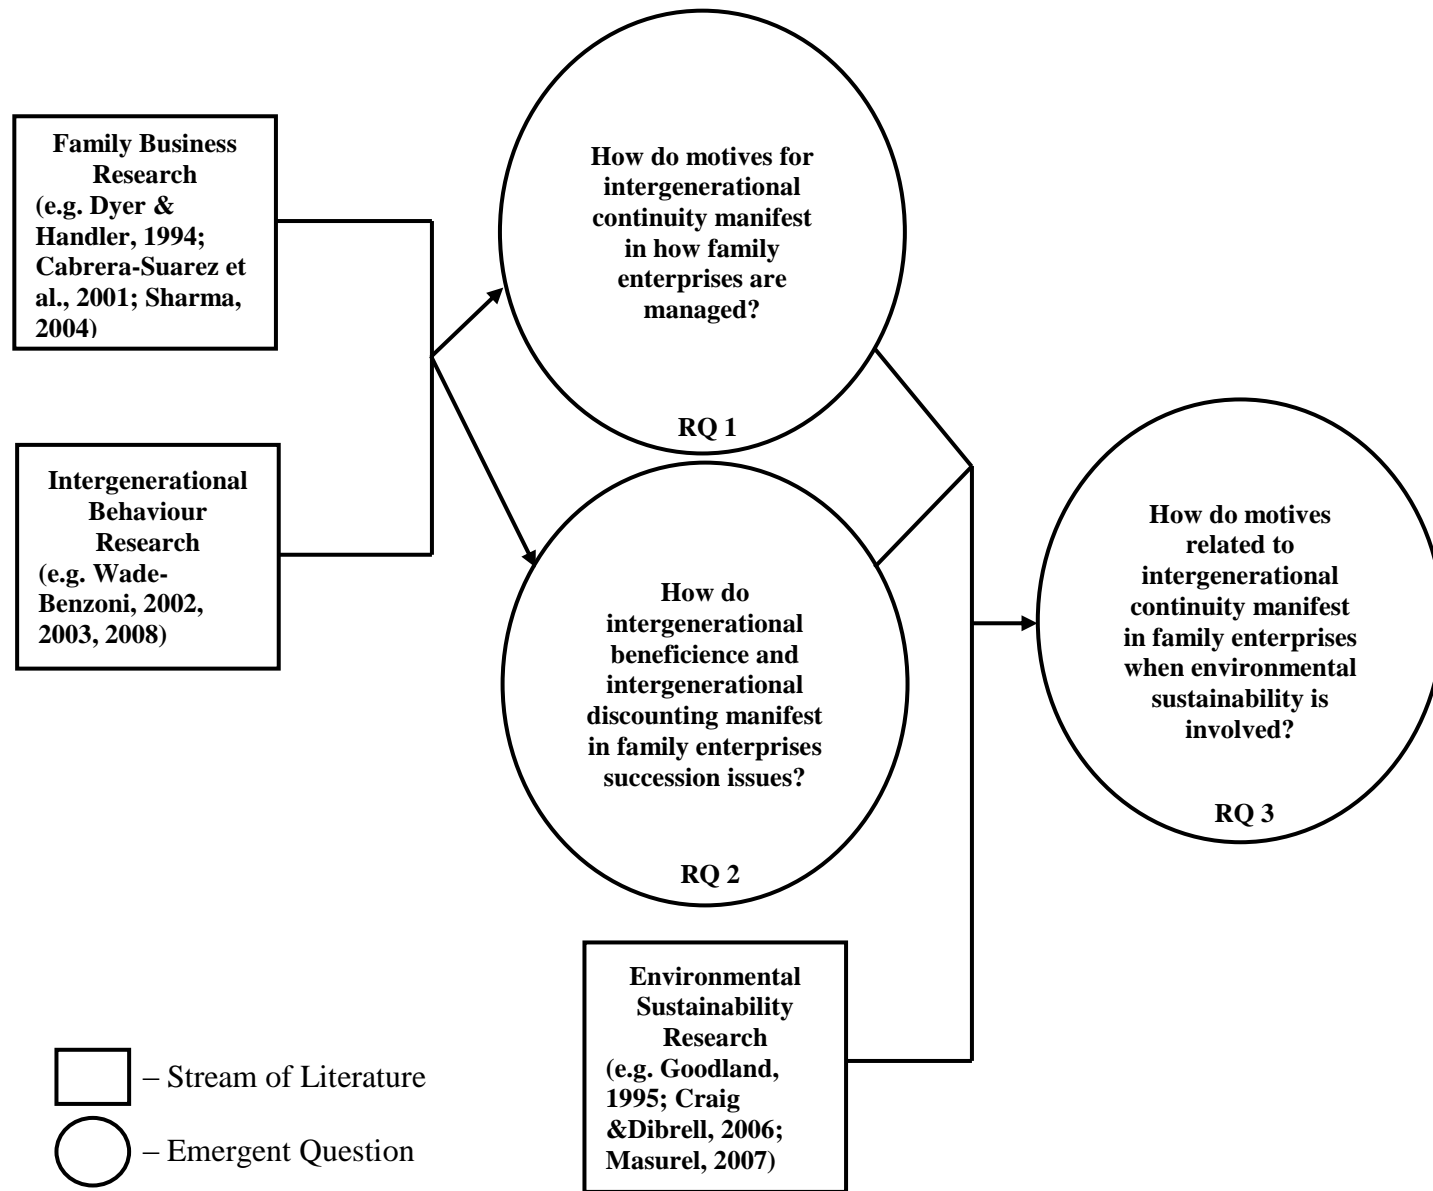 Family Business
Research
(e.g. Dyer &
Handler, 1994;
Cabrera-Suarez et
al., 2001; Sharma,
2004)
Intergenerational
Behaviour
Research
(e.g. Wade-
Benzoni, 2002,
2003, 2008)
How do motives for
intergenerational
continuity manifest
in how family
enterprises are
managed?
RQ 1
How do
intergenerational
beneficience and
intergenerational
discounting manifest
in family enterprises
succession issues?
RQ 2
Environmental
Sustainability
Research
(e.g. Goodland,
1995; Craig
&Dibrell, 2006;
Masurel, 2007)
How do motives
related to
intergenerational
continuity manifest
in family enterprises
when environmental
sustainability is
involved?
RQ 3
– Stream of Literature
– Emergent Question